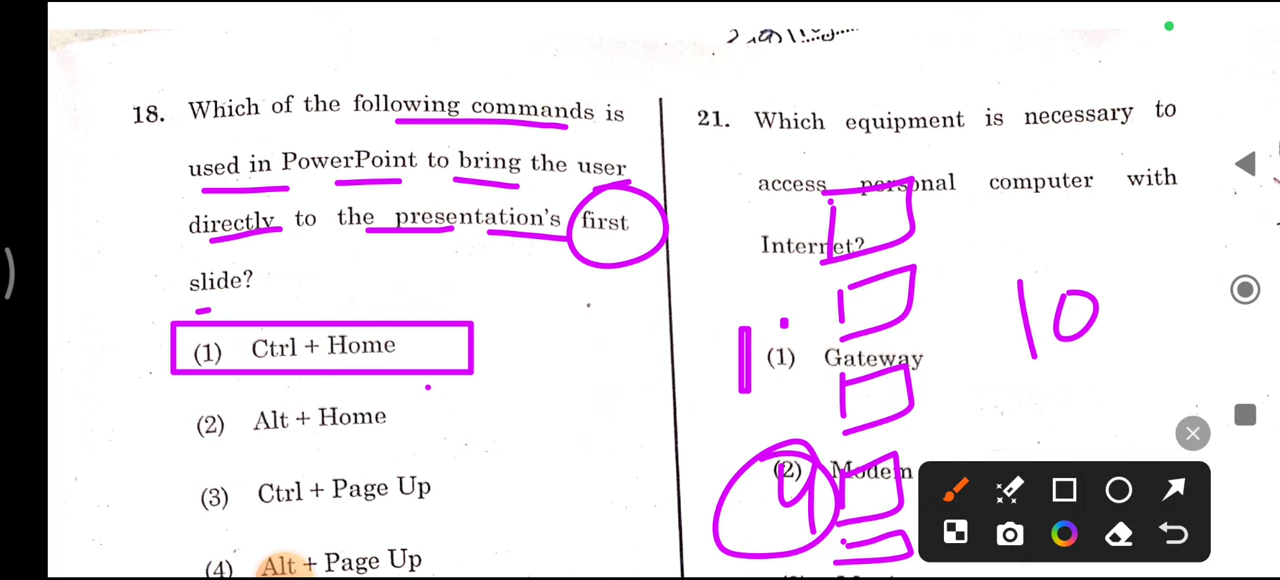 18. Which of the following commands is
used in PowerPoint to bring the user
directly to the presentation's first
slide?
(1) Ctrl + Home
(2) Alt + Home
(3) Ctrl + Page Up
(4) Alt + Page Up
21. Which equipment is necessary to
access personal computer with
Internet?
(1) Gateway
(2) Modem
10
9